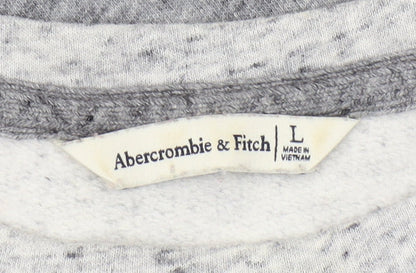 Abercrombie & Fitch
L
MADE IN
VIETNAM